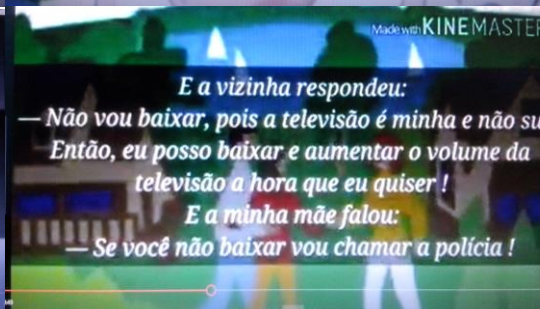 Made with KINEMASTER
E a vizinha respondeu:
— Não vou baixar, pois a televisão é minha e não su
Então, eu posso baixar e aumentar o volume da
televisão a hora que eu quiser !
E a minha mãe falou:
— Se você não baixar vou chamar a polícia !